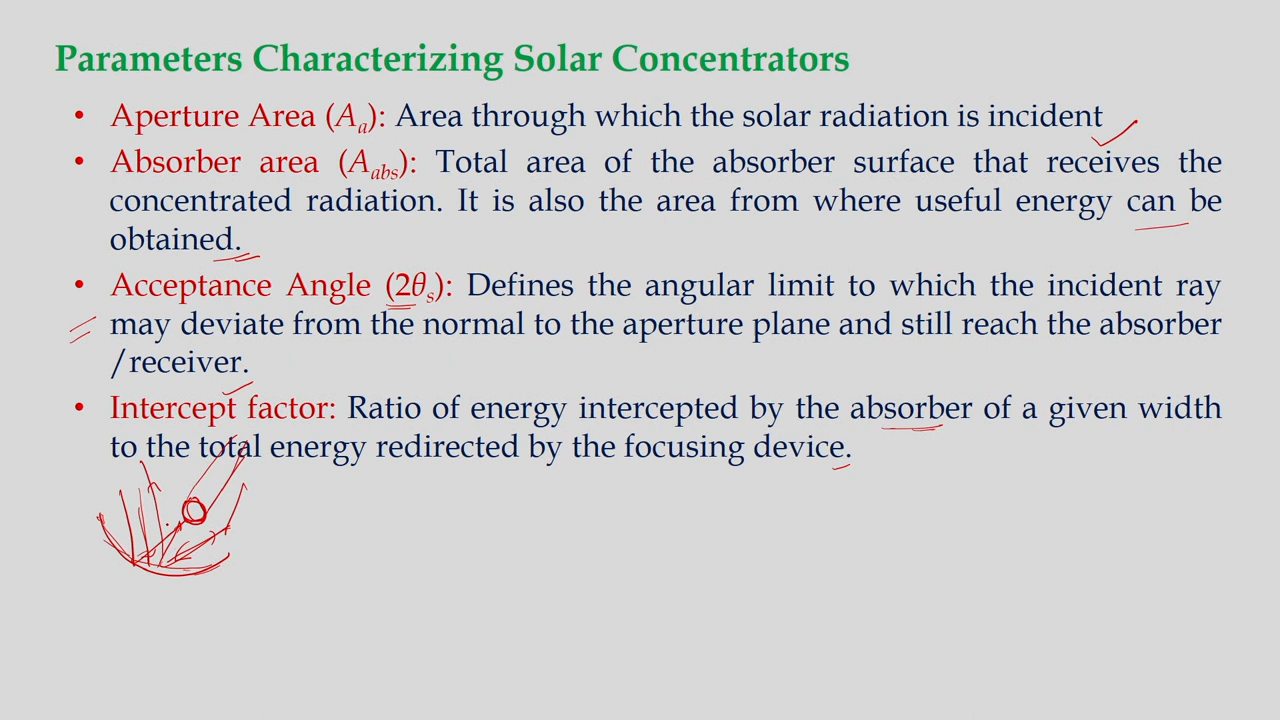 Parameters Characterizing Solar Concentrators
• Aperture Area (Aa): Area through which the solar radiation is incident
• Absorber area (Aabs): Total area of the absorber surface that receives the
concentrated radiation. It is also the area from where useful energy can be
obtained.
• Acceptance Angle (2θs): Defines the angular limit to which the incident ray
may deviate from the normal to the aperture plane and still reach the absorber
/receiver.
• Intercept factor: Ratio of energy intercepted by the absorber of a given width
to the total energy redirected by the focusing device.